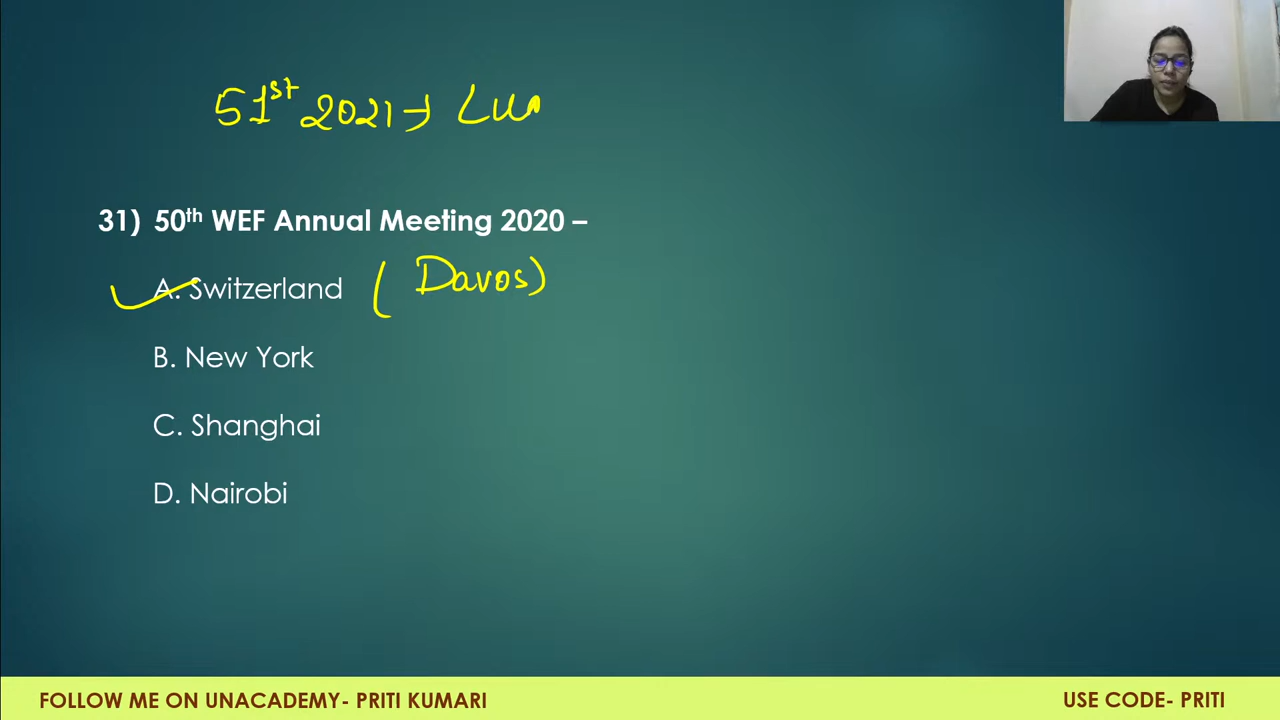 51st 2021 → Lu
31) 50th WEF Annual Meeting 2020 –
A. Switzerland (Davos)
B. New York
C. Shanghai
D. Nairobi
FOLLOW ME ON UNACADEMY- PRITI KUMARI
USE CODE- PRITI